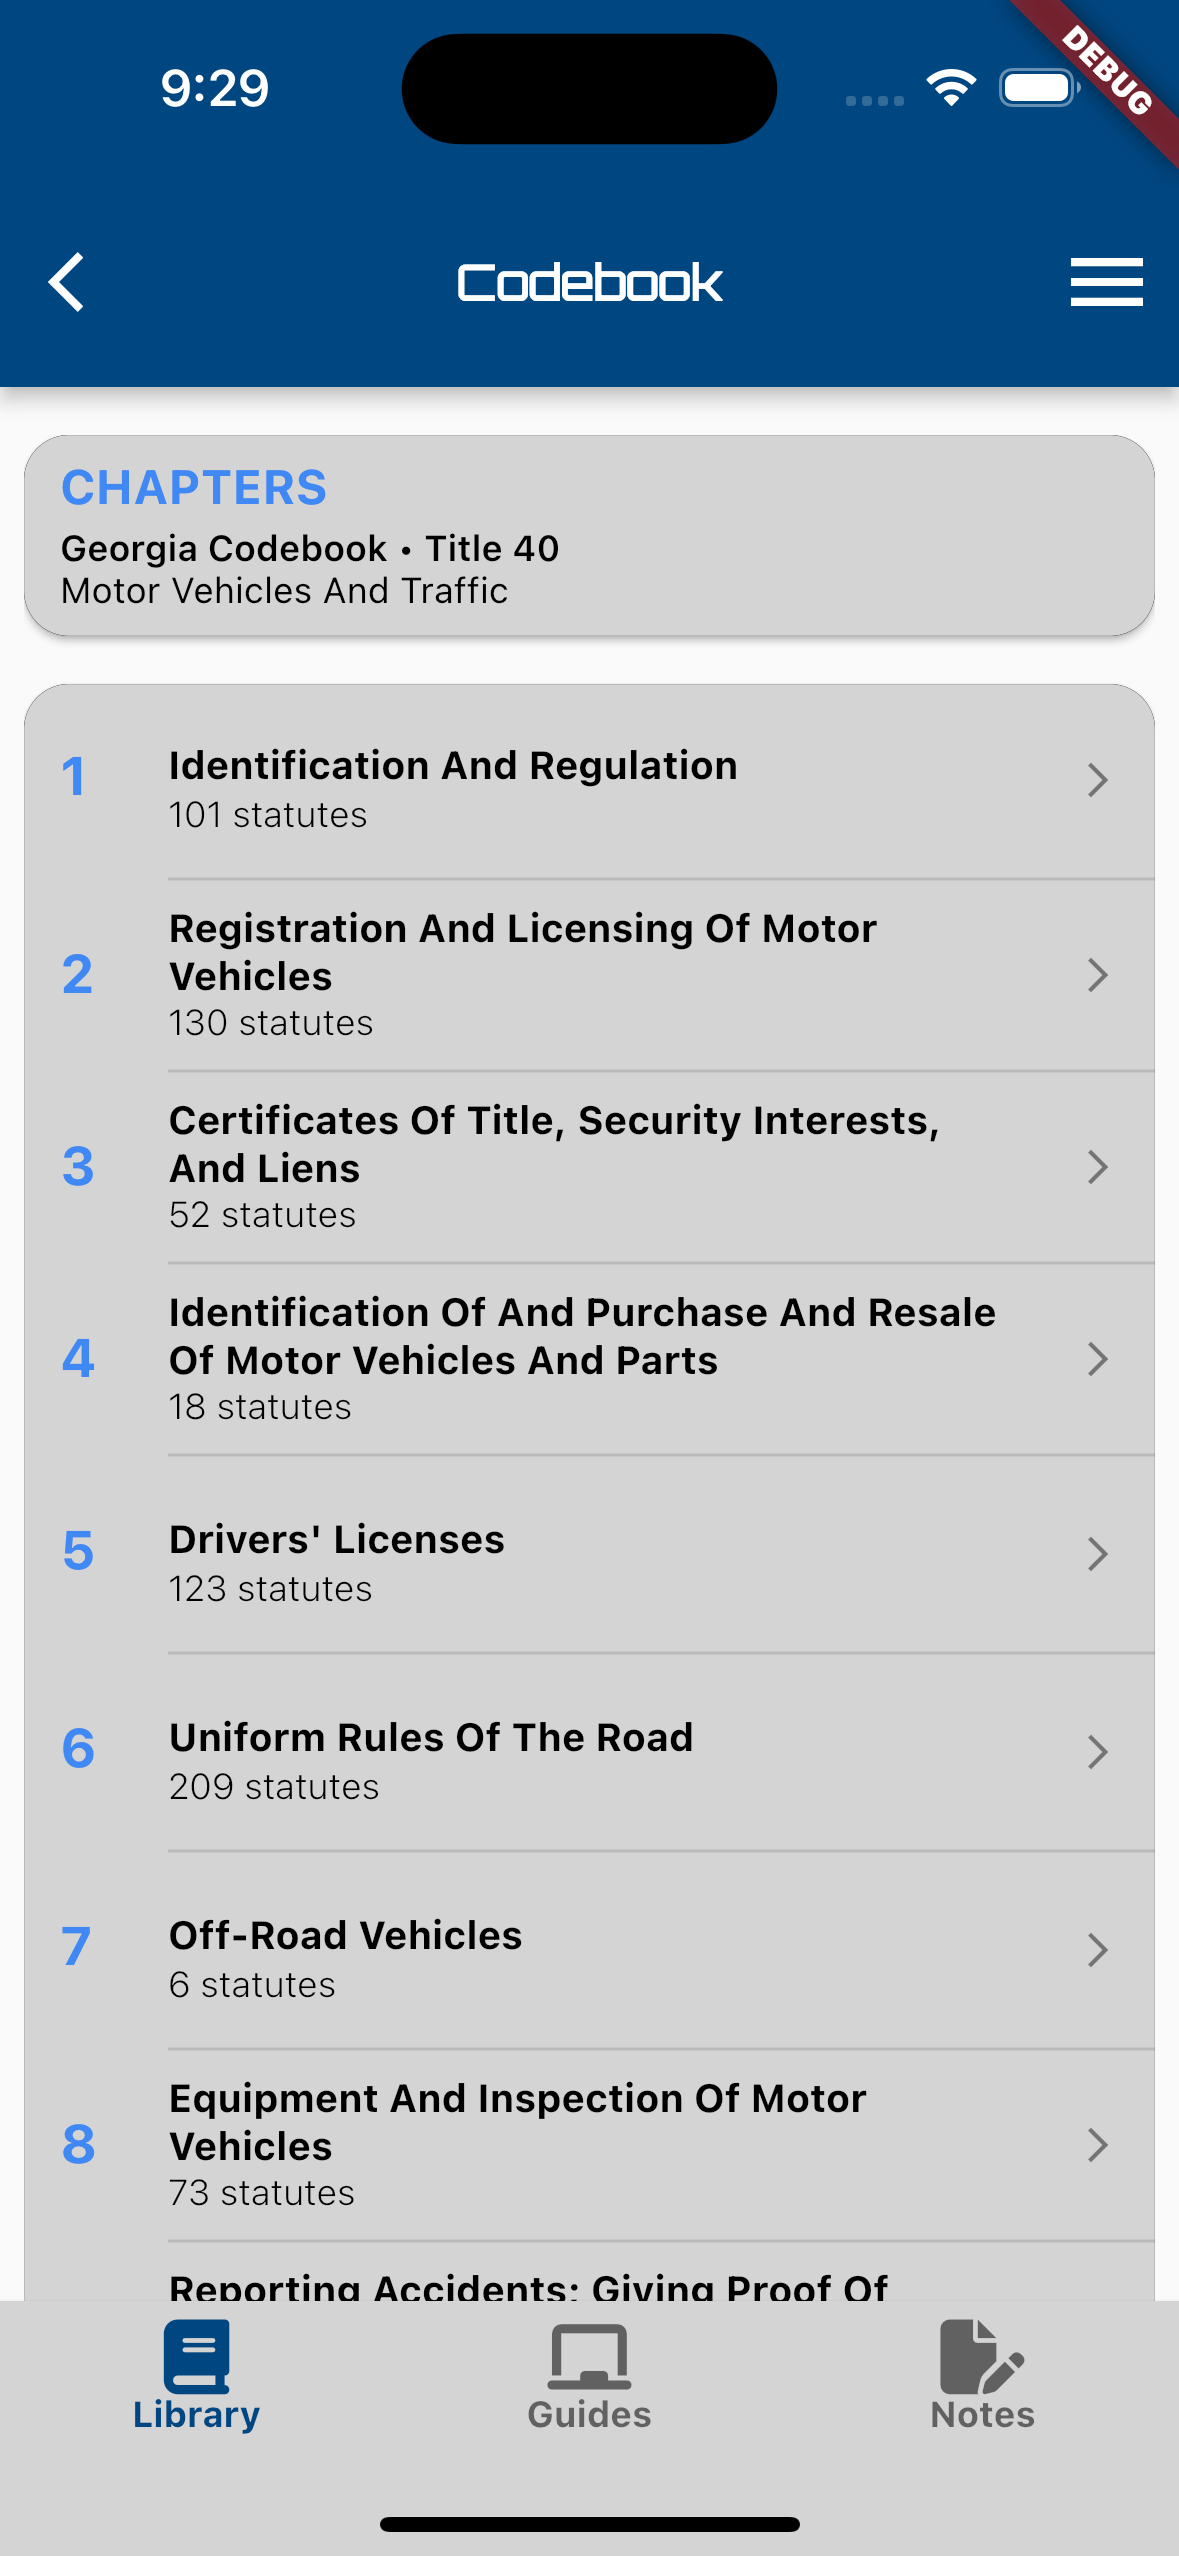 9:29
DEBUG
Codebook
CHAPTERS
Georgia Codebook • Title 40
Motor Vehicles And Traffic
1
Identification And Regulation
101 statutes
2
Registration And Licensing Of Motor
Vehicles
130 statutes
3
Certificates Of Title, Security Interests,
And Liens
52 statutes
4
Identification Of And Purchase And Resale
Of Motor Vehicles And Parts
18 statutes
5
Drivers' Licenses
123 statutes
6
Uniform Rules Of The Road
209 statutes
7
Off-Road Vehicles
6 statutes
8
Equipment And Inspection Of Motor
Vehicles
73 statutes
Reporting Accidents; Giving Proof Of
Library
Guides
Notes